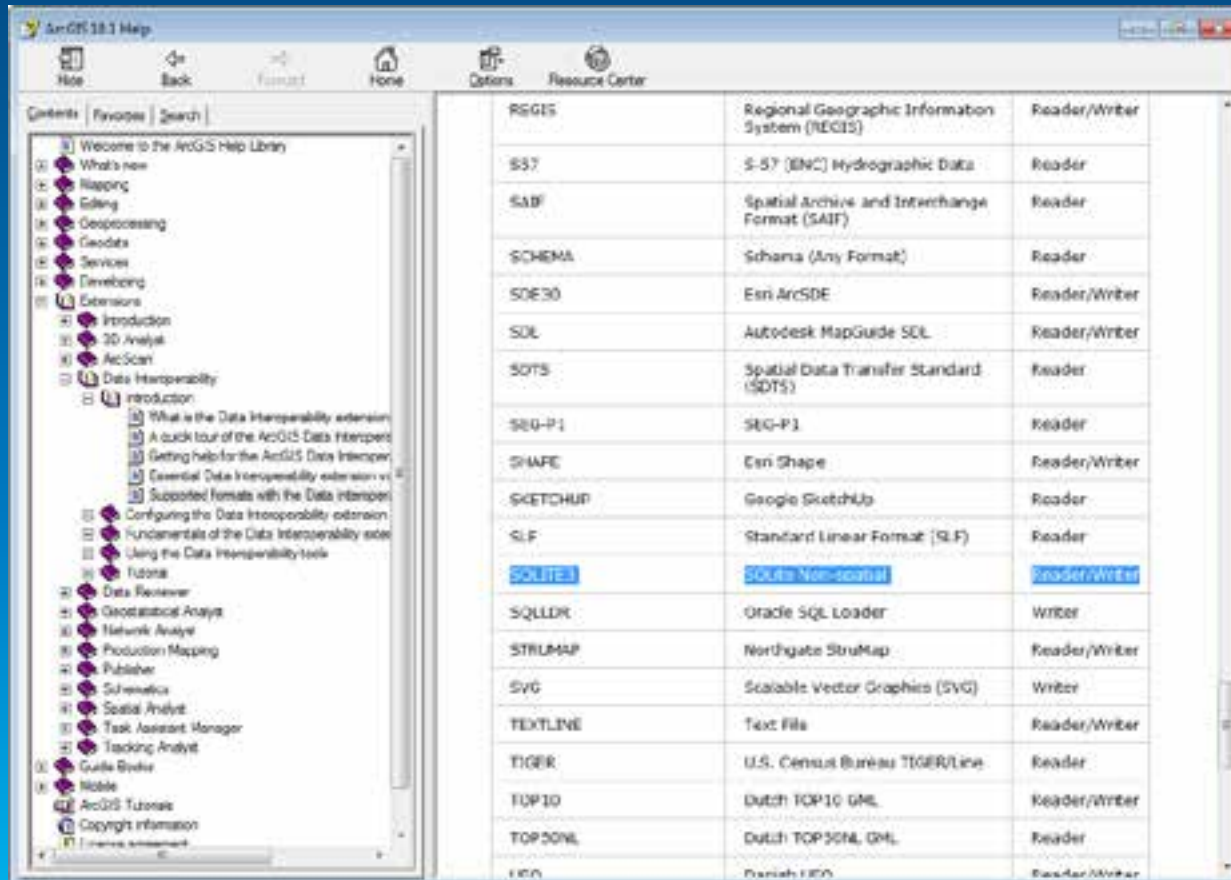 ArcGIS 10.1 Help
Hide Back Forward Home Options Resource Center
Contents Favorites Search
Welcome to the ArcGIS Help Library
What's new
Mapping
Editing
Geoprocessing
Geodata
Services
Developing
Extensions
Introduction
3D Analyst
ArcScan
Data Interoperability
Introduction
What is the Data Interoperability extension
A quick tour of the ArcGIS Data Interopera
Getting help for the ArcGIS Data Interoper
Essential Data Interoperability extension
Supported formats with the Data Interoper
Configuring the Data Interoperability extension
Fundamentals of the Data Interoperability exten
Using the Data Interoperability tools
Tutorial
Data Reviewer
Geostatistical Analyst
Network Analyst
Production Mapping
Publisher
Schematics
Spatial Analyst
Task Assistant Manager
Tracking Analyst
Guide Books
Mobile
ArcGIS Tutorials
Copyright information
License agreement
REGIS Regional Geographic Information System (REGIS) Reader/Writer
S57 S-57 (ENC) Hydrographic Data Reader
SAIF Spatial Archive and Interchange Format (SAIF) Reader
SCHEMA Schema (Any Format) Reader
SDE30 Esri ArcSDE Reader/Writer
SDL Autodesk MapGuide SDL Reader/Writer
SDTS Spatial Data Transfer Standard (SDTS) Reader
SEG-P1 SEG-P1 Reader
SHAPE Esri Shape Reader/Writer
SKETCHUP Google SketchUp Reader
SLF Standard Linear Format (SLF) Reader
SQLITE3 SQLite Non-spatial Reader/Writer
SQLLDR Oracle SQL Loader Writer
STRUMAP Northgate StruMap Reader/Writer
SVG Scalable Vector Graphics (SVG) Writer
TEXTLINE Text File Reader/Writer
TIGER U.S. Census Bureau TIGER/Line Reader
TOP10 Dutch TOP10 GML Reader/Writer
TOP50NL Dutch TOP50NL GML Reader
UFO Danish UFO Reader/Writer